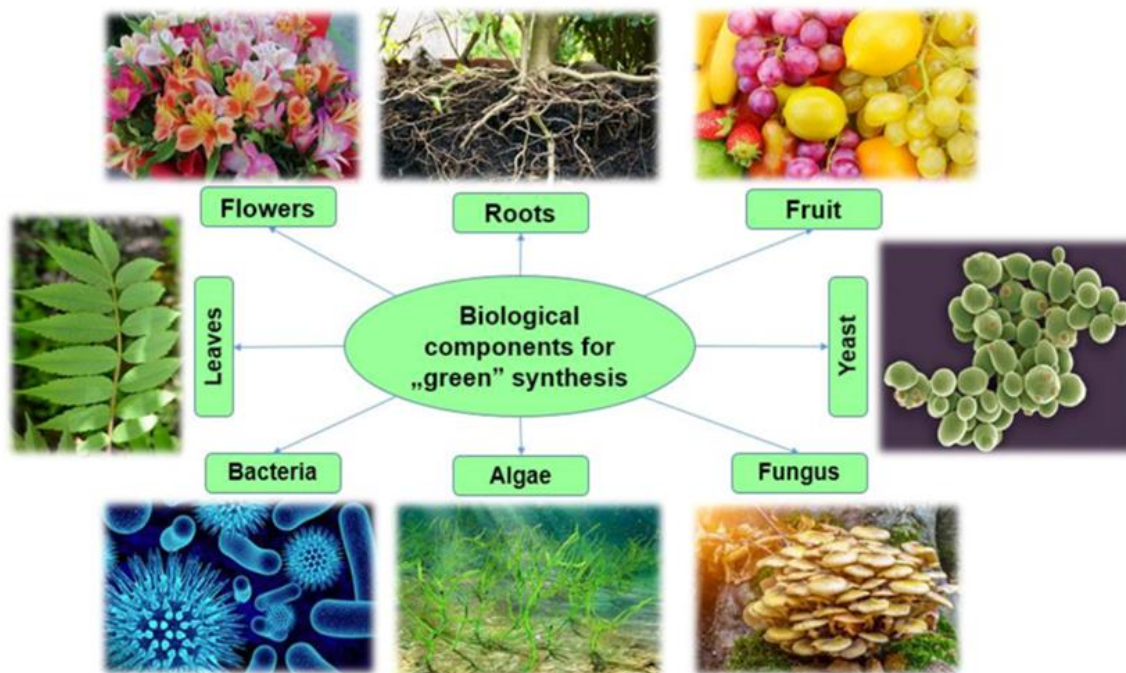 Flowers
Roots
Fruit
Leaves
Biological
components for
„green” synthesis
Yeast
Bacteria
Algae
Fungus